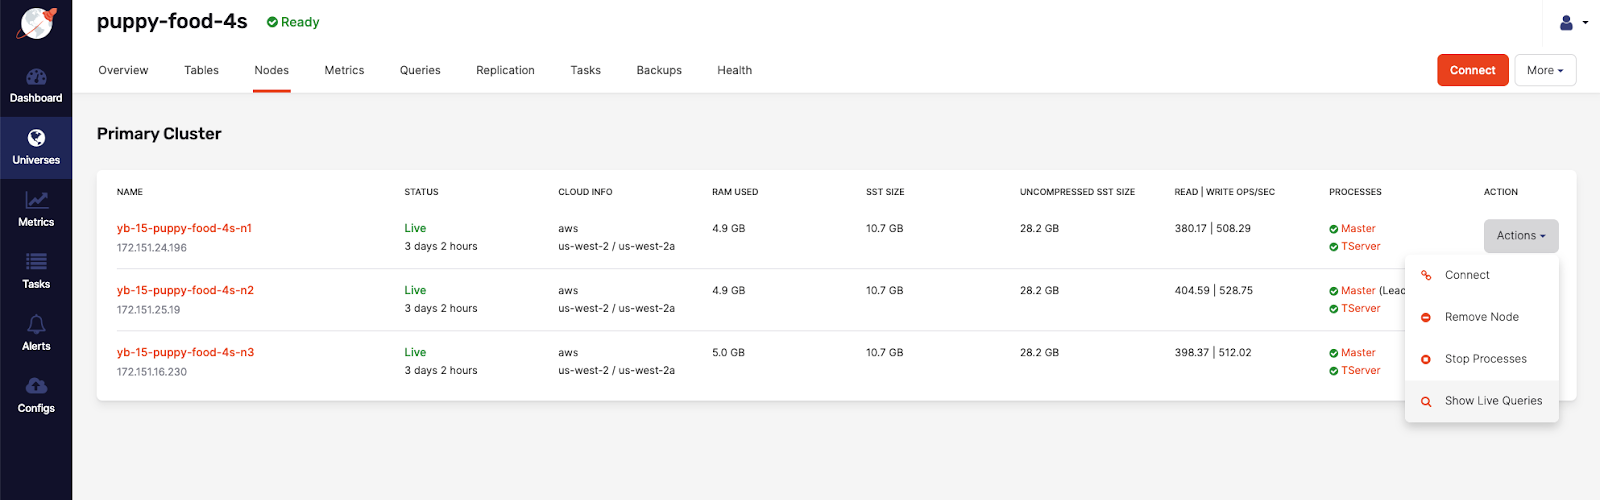 puppy-food-4s Ready
Dashboard
Universes
Metrics
Tasks
Alerts
Configs
Overview Tables Nodes Metrics Queries Replication Tasks Backups Health Connect More
Primary Cluster
NAME STATUS CLOUD INFO RAM USED SST SIZE UNCOMPRESSED SST SIZE READ | WRITE OPS/SEC PROCESSES ACTION
yb-15-puppy-food-4s-n1 Live aws 4.9 GB 10.7 GB 28.2 GB 380.17 | 508.29 Master Actions
172.151.24.196 3 days 2 hours us-west-2 / us-west-2a TServer
yb-15-puppy-food-4s-n2 Live aws 4.9 GB 10.7 GB 28.2 GB 404.59 | 528.75 Master (Leac
172.151.25.19 3 days 2 hours us-west-2 / us-west-2a TServer
yb-15-puppy-food-4s-n3 Live aws 5.0 GB 10.7 GB 28.2 GB 398.37 | 512.02 Master
172.151.16.230 3 days 2 hours us-west-2 / us-west-2a TServer
Connect
Remove Node
Stop Processes
Show Live Queries